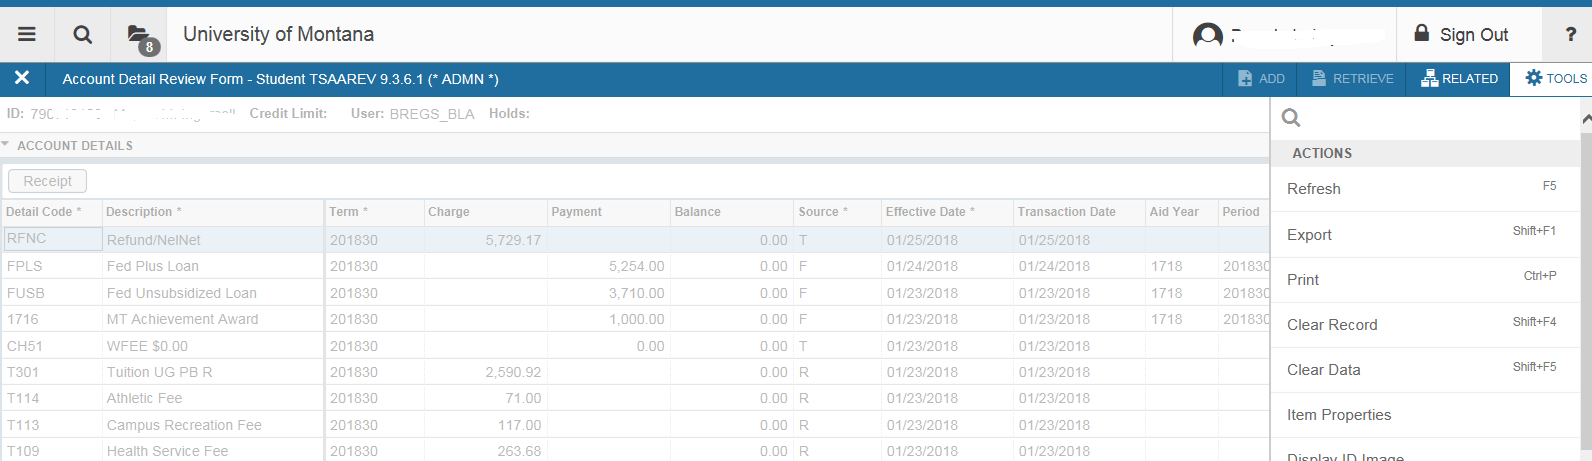 8 University of Montana Sign Out ?
Account Detail Review Form - Student TSAAREV 9.3.6.1 (* ADMN *) ADD RETRIEVE RELATED TOOLS
ID: Credit Limit: User: BREGS_BLA Holds:
ACCOUNT DETAILS
ACTIONS
Receipt
Refresh F5
Detail Code * Description * Term * Charge Payment Balance Source * Effective Date * Transaction Date Aid Year Period
RFNC Refund/NelNet 201830 5,729.17 0.00 T 01/25/2018 01/25/2018
Export Shift+F1
FPLS Fed Plus Loan 201830 5,254.00 0.00 F 01/24/2018 01/24/2018 1718 201830
Print Ctrl+P
FUSB Fed Unsubsidized Loan 201830 3,710.00 0.00 F 01/23/2018 01/23/2018 1718 201830
1716 MT Achievement Award 201830 1,000.00 0.00 F 01/23/2018 01/23/2018 1718 201830
Clear Record Shift+F4
CH51 WFEE $0.00 201830 0.00 0.00 T 01/23/2018 01/23/2018
T301 Tuition UG PB R 201830 2,590.92 0.00 R 01/23/2018 01/23/2018
Clear Data Shift+F5
T114 Athletic Fee 201830 71.00 0.00 R 01/23/2018 01/23/2018
Item Properties
T113 Campus Recreation Fee 201830 117.00 0.00 R 01/23/2018 01/23/2018
T109 Health Service Fee 201830 263.68 0.00 R 01/23/2018 01/23/2018
Display ID Image